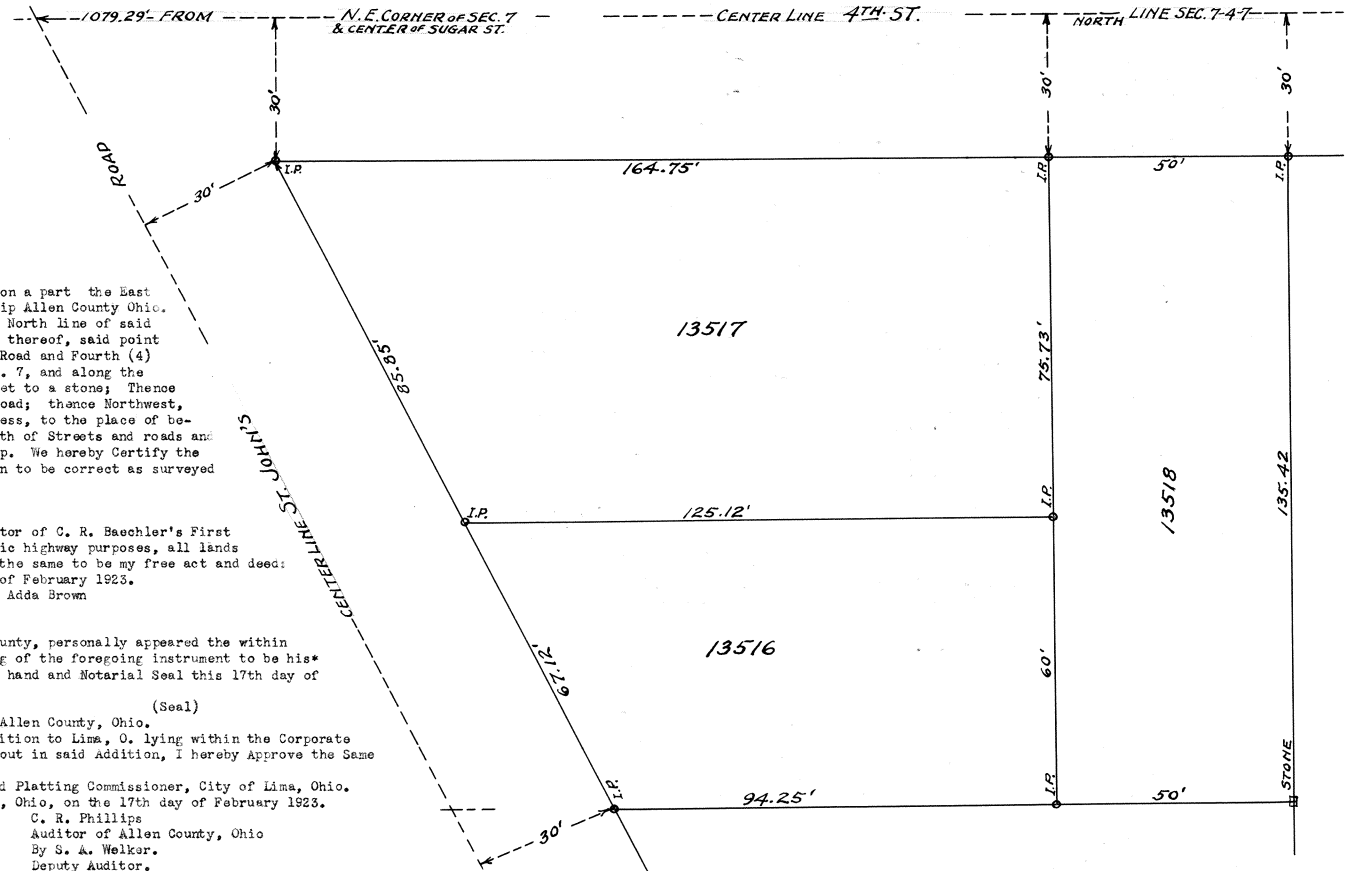 1079.29' FROM N.E. CORNER OF SEC. 7 CENTER LINE 4TH. ST. NORTH LINE SEC. 7-4-7
& CENTER OF SUGAR ST.
30'
30'
30'
ROAD
30'
I.P.
164.75'
I.P.
50'
I.P.
on a part the East
ip Allen County Ohio.
North line of said
thereof, said point
Road and Fourth (4)
. 7, and along the
et to a stone; Thence
oad; thence Northwest,
ess, to the place of be-
th of Streets and roads and
p. We hereby Certify the
n to be correct as surveyed
13517
85.85'
75.73'
CENTERLINE ST. JOHN'S
13518
135.42
I.P.
125.12'
I.P.
tor of C. R. Baechler's First
ic highway purposes, all lands
the same to be my free act and deed:
of February 1923.
Adda Brown
unty, personally appeared the within
g of the foregoing instrument to be his*
hand and Notarial Seal this 17th day of
(Seal)
Allen County, Ohio.
ition to Lima, O. lying within the Corporate
out in said Addition, I hereby Approve the Same
d Platting Commissioner, City of Lima, Ohio.
, Ohio, on the 17th day of February 1923.
C. R. Phillips
Auditor of Allen County, Ohio
By S. A. Welker.
Deputy Auditor.
13516
67.12'
60'
STONE
I.P.
94.25'
I.P.
50'
30'